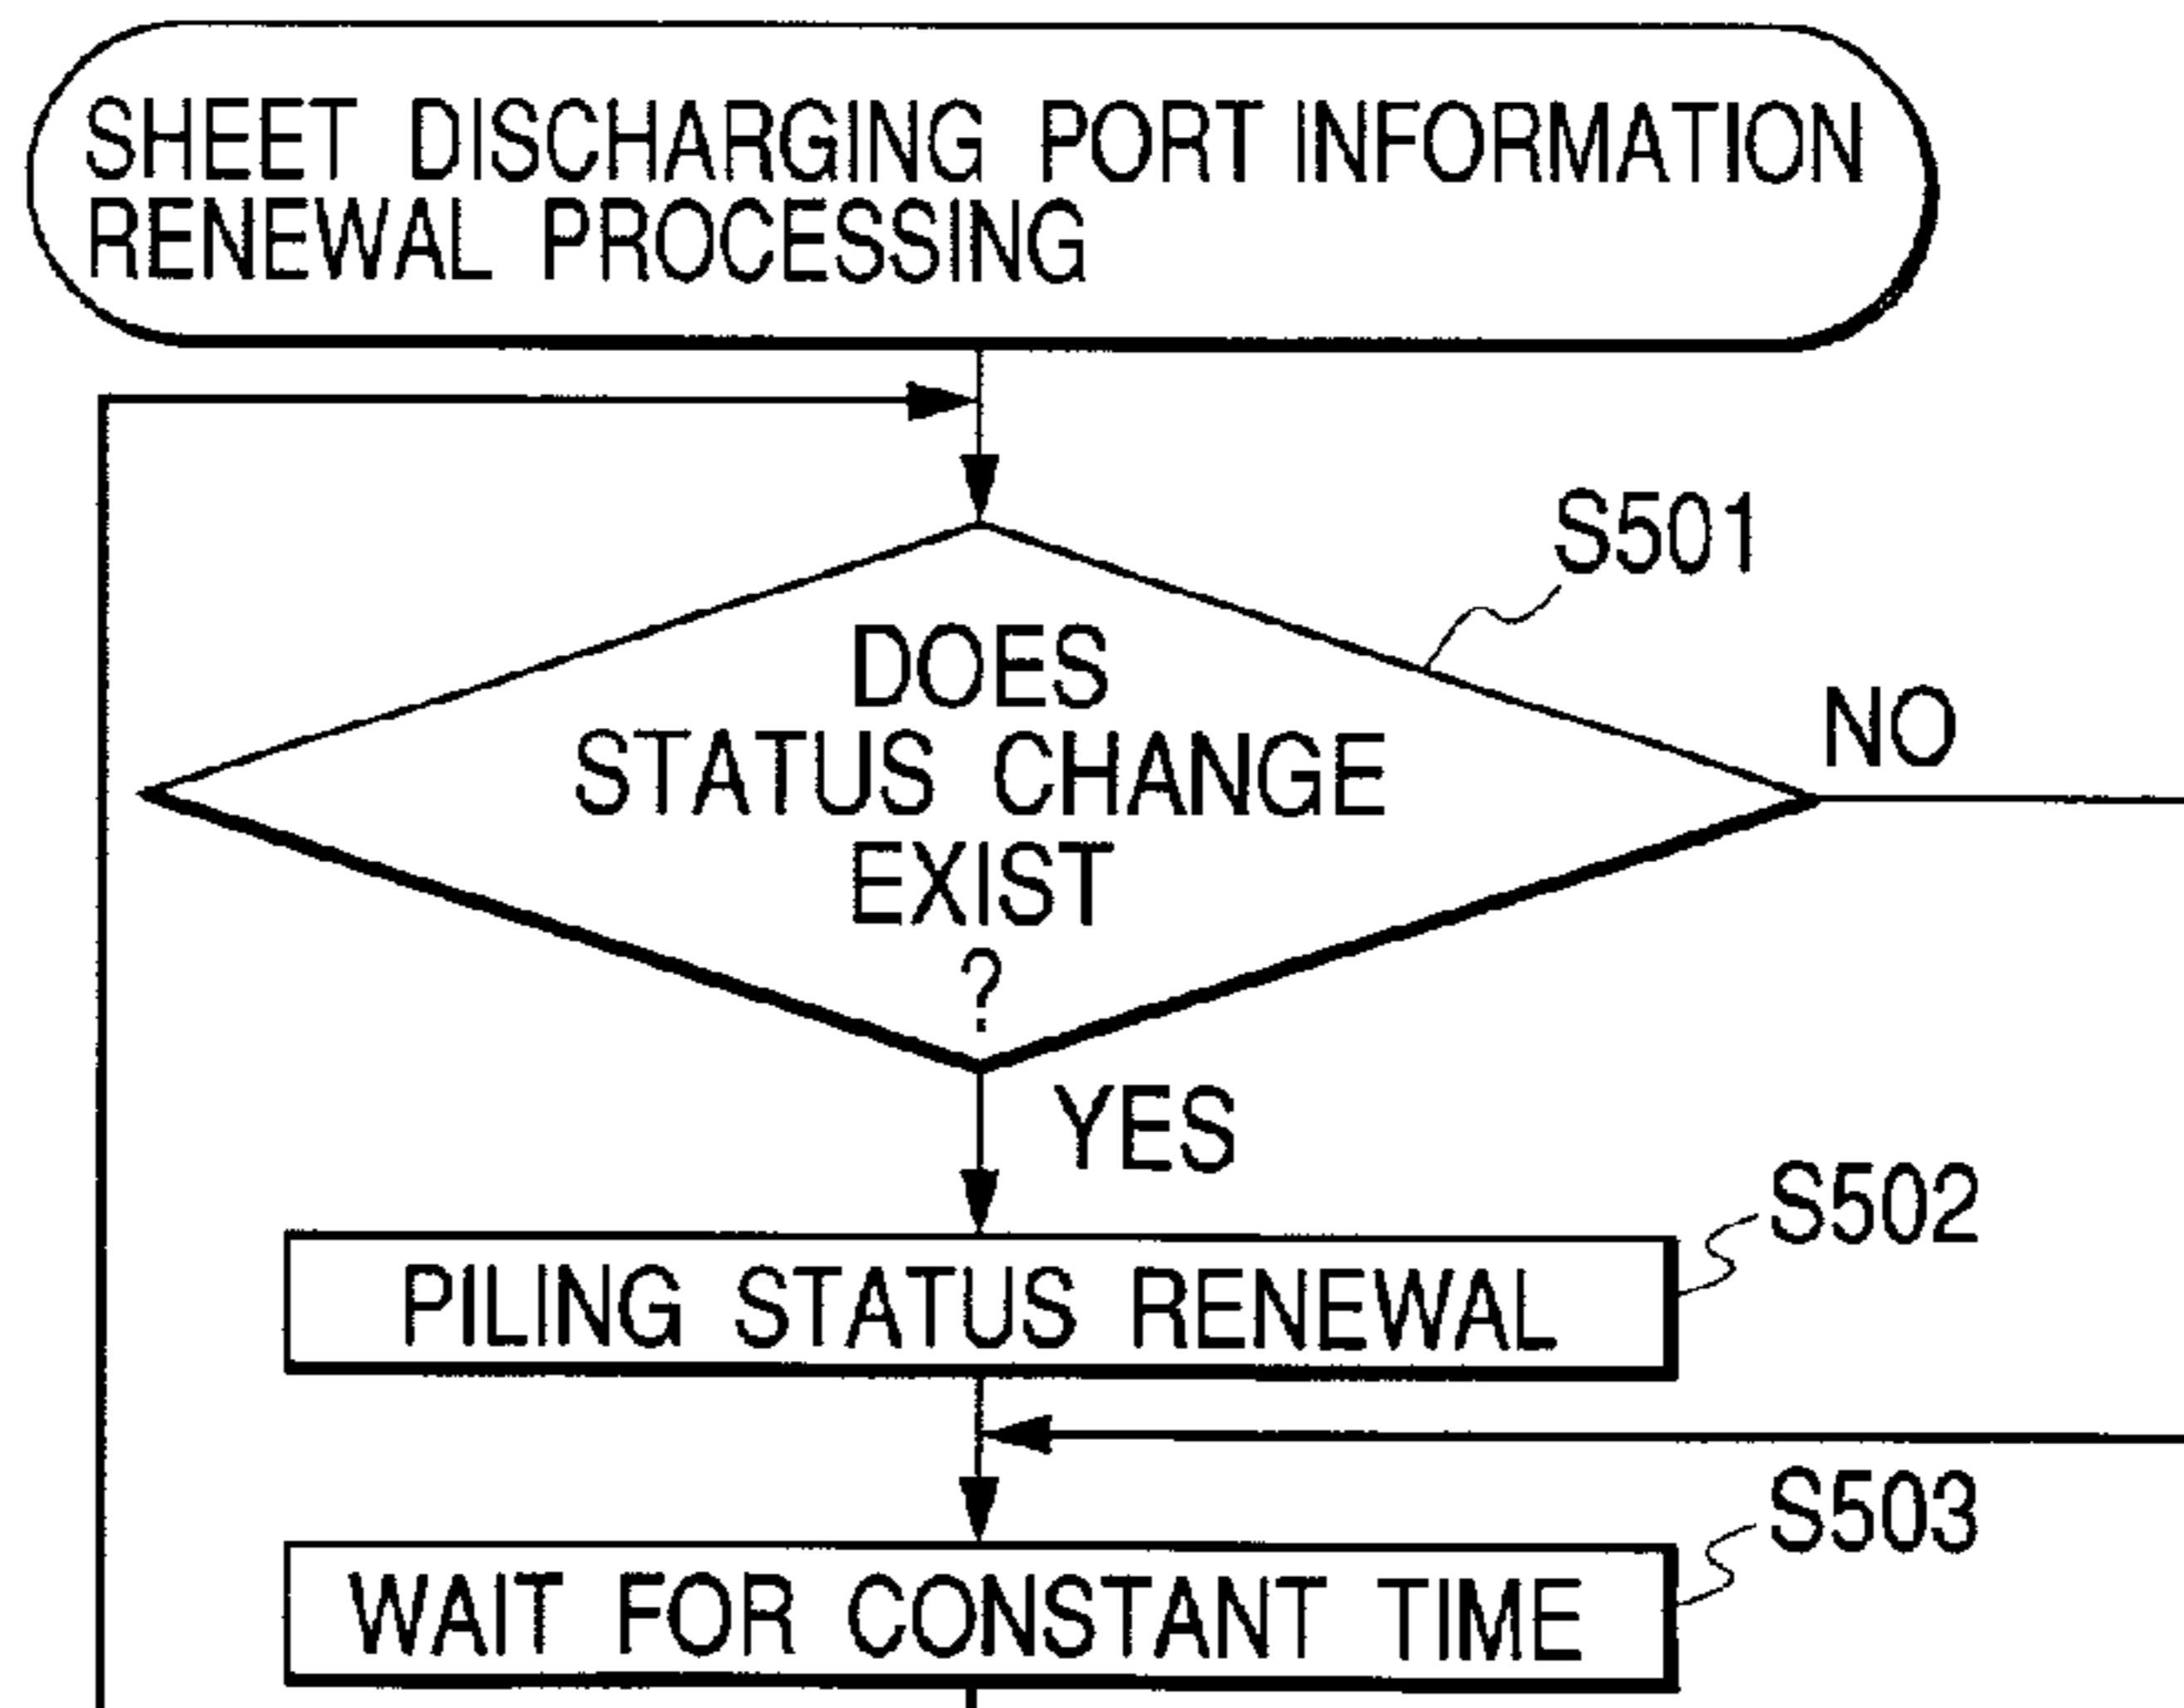 SHEET DISCHARGING PORT INFORMATION
RENEWAL PROCESSING
S501
DOES
STATUS CHANGE
EXIST
?
NO
YES
S502
PILING STATUS RENEWAL
S503
WAIT FOR CONSTANT TIME